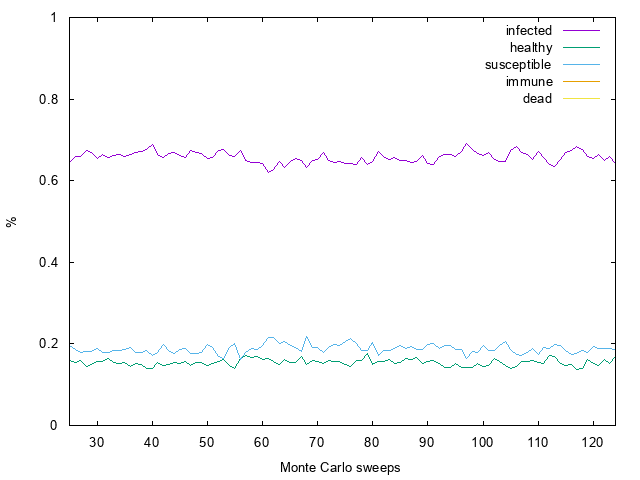 1
0.8
0.6
0.4
0.2
0
%
infected
healthy
susceptible
immune
dead
30 40 50 60 70 80 90 100 110 120
Monte Carlo sweeps